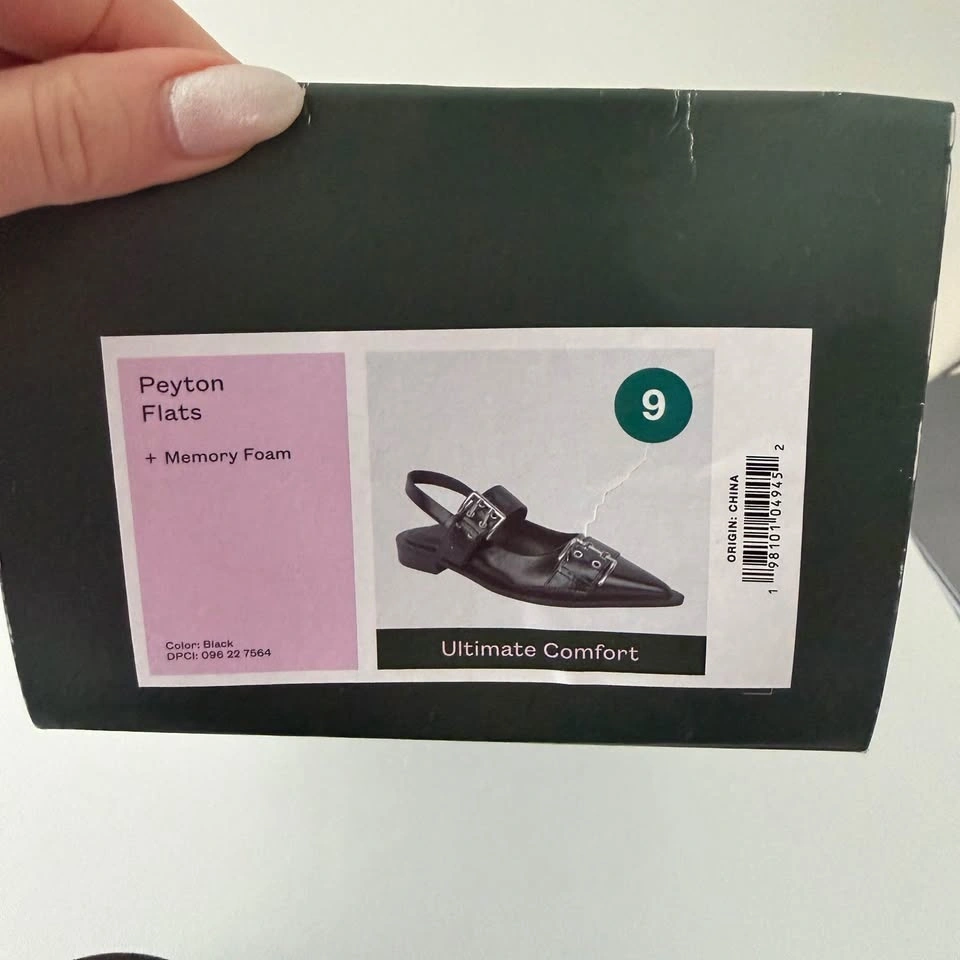 Peyton
Flats
+ Memory Foam
Color: Black
DPCI: 096 22 7564
9
Ultimate Comfort
ORIGIN: CHINA
1 98101 04945 2